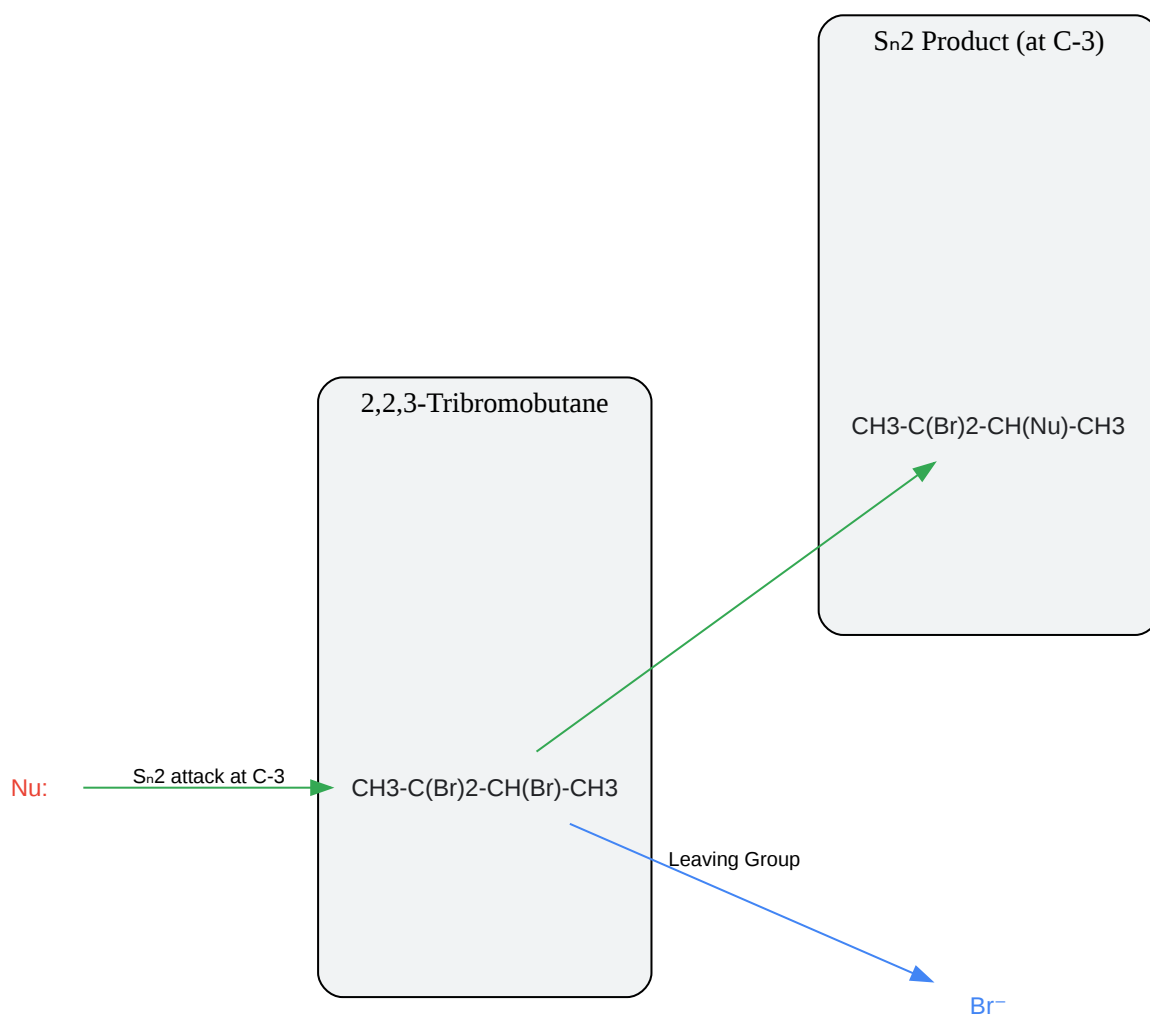 Sₙ2 Product (at C-3)
CH3-C(Br)2-CH(Nu)-CH3
2,2,3-Tribromobutane
Nu:
Sₙ2 attack at C-3
CH3-C(Br)2-CH(Br)-CH3
Leaving Group
Br⁻